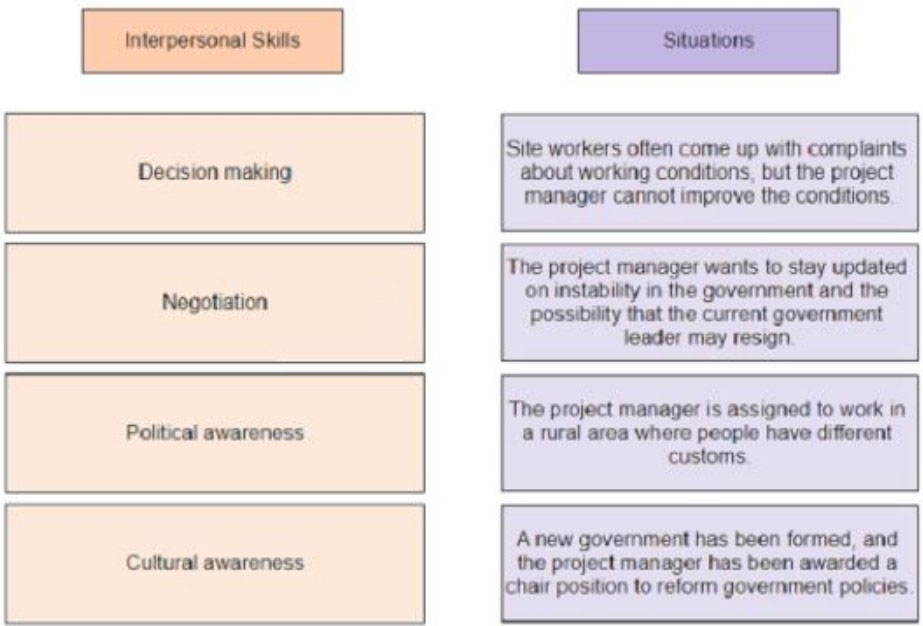 Interpersonal Skills
Situations
Decision making
Site workers often come up with complaints
about working conditions, but the project
manager cannot improve the conditions.
Negotiation
The project manager wants to stay updated
on instability in the government and the
possibility that the current government
leader may resign.
Political awareness
The project manager is assigned to work in
a rural area where people have different
customs.
Cultural awareness
A new government has been formed, and
the project manager has been awarded a
chair position to reform government policies.